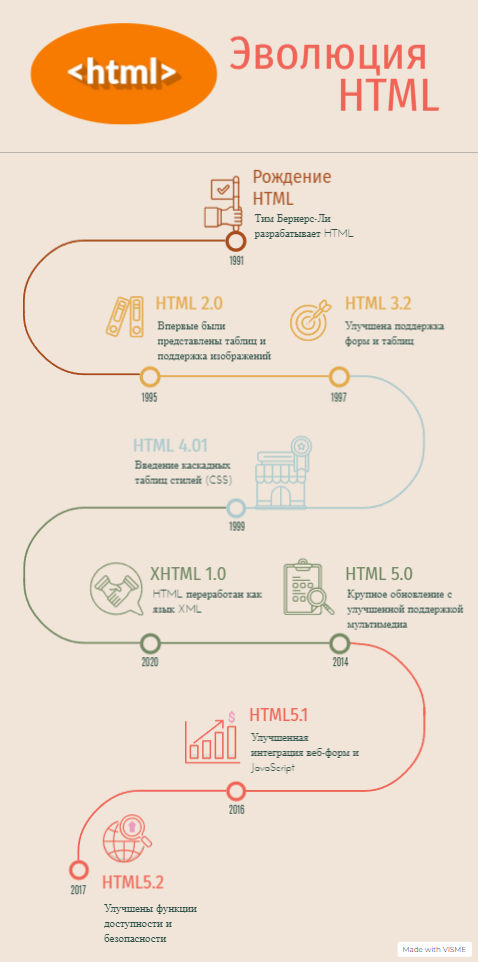 <html>
Эволюция
HTML
Рождение
HTML
Тим Бернерс-Ли
разрабатывает HTML
1991
HTML 2.0
Впервые были
представлены таблиц и
поддержка изображений
1995
HTML 3.2
Улучшена поддержка
форм и таблиц
1997
HTML 4.01
Введение каскадных
таблиц стилей (CSS)
1999
XHTML 1.0
HTML переработан как
язык XML
2020
HTML 5.0
Крупное обновление с
улучшенной поддержкой
мультимедиа
2014
HTML5.1
Улучшенная
интеграция веб-форм и
JavaScript
2016
2017
HTML5.2
Улучшены функции
доступности и
безопасности
Made with VISME